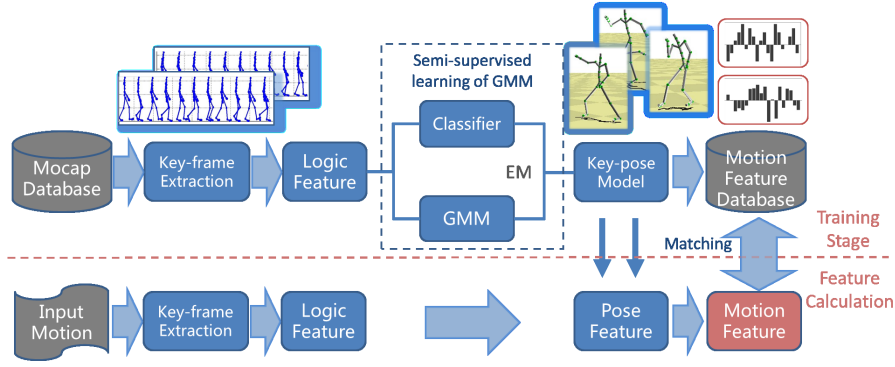 Semi-supervised
learning of GMM
Mocap
Database
Key-frame
Extraction
Logic
Feature
Classifier
EM
GMM
Key-pose
Model
Motion
Feature
Database
Matching
Training
Stage
Feature
Calculation
Input
Motion
Key-frame
Extraction
Logic
Feature
Pose
Feature
Motion
Feature